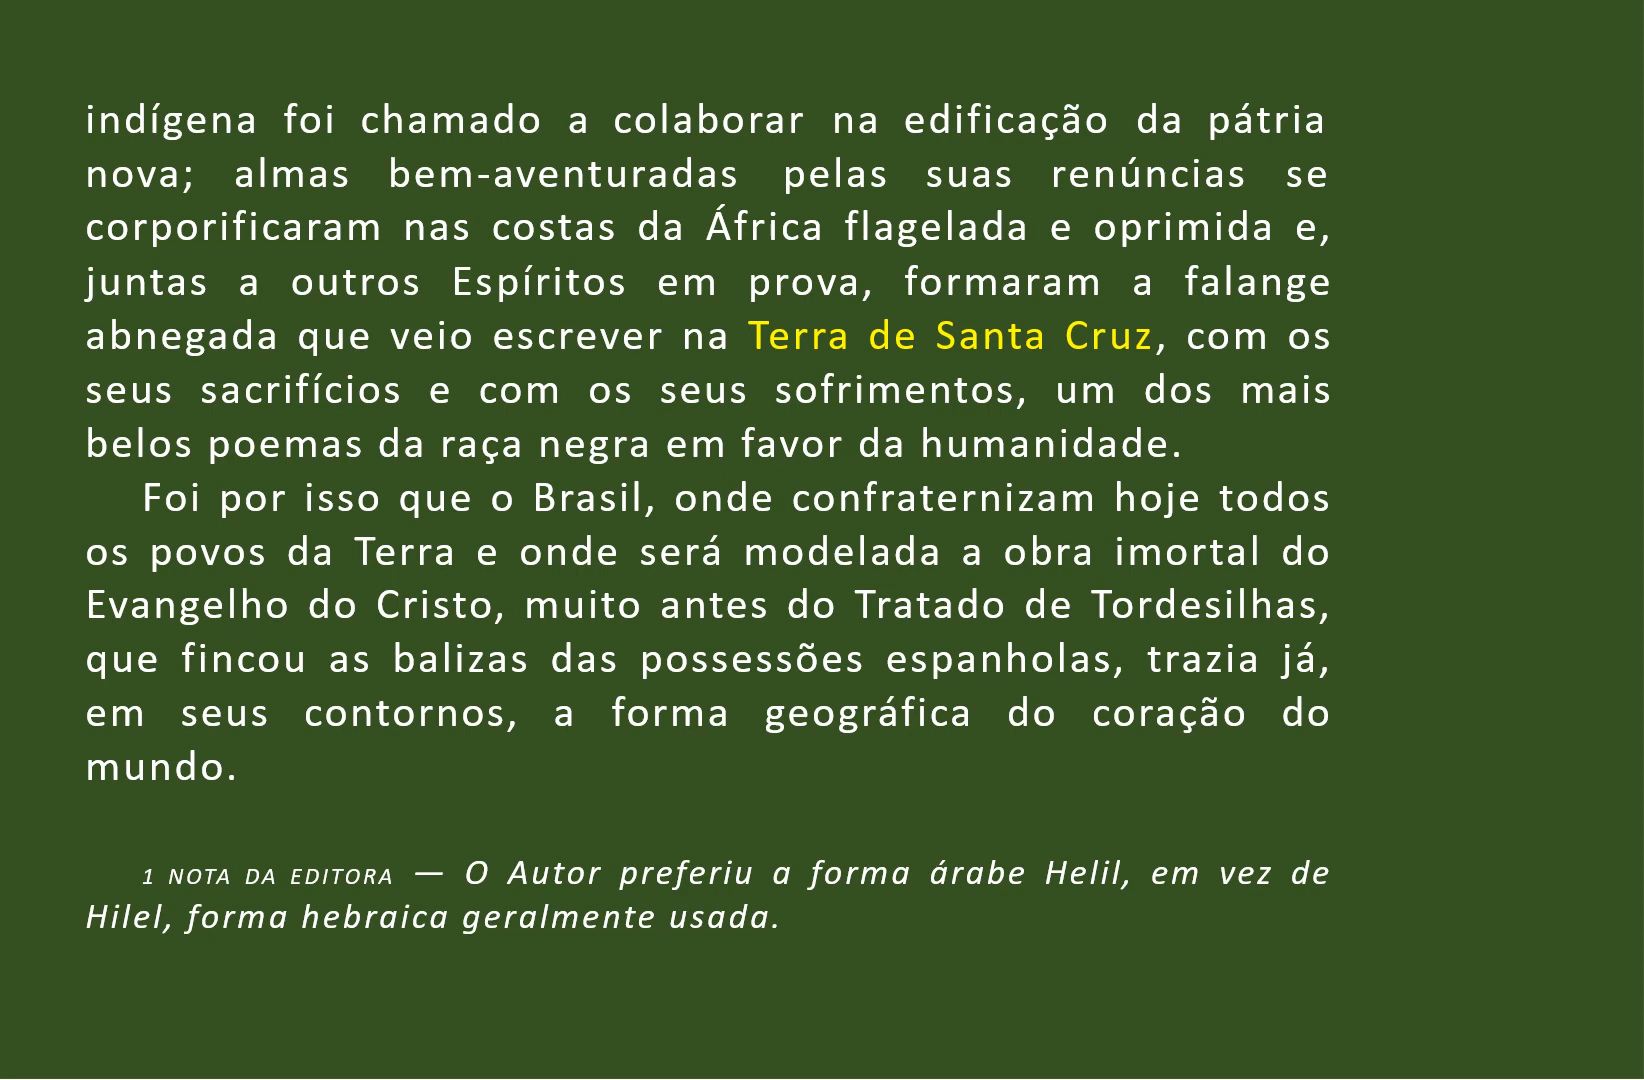 indígena foi chamado a colaborar na edificação da pátria
nova; almas bem-aventuradas pelas suas renúncias se
corporificaram nas costas da África flagelada e oprimida e,
juntas a outros Espíritos em prova, formaram a falange
abnegada que veio escrever na Terra de Santa Cruz, com os
seus sacrifícios e com os seus sofrimentos, um dos mais
belos poemas da raça negra em favor da humanidade.
Foi por isso que o Brasil, onde confraternizam hoje todos
os povos da Terra e onde será modelada a obra imortal do
Evangelho do Cristo, muito antes do Tratado de Tordesilhas,
que fincou as balizas das possessões espanholas, trazia já,
em seus contornos, a forma geográfica do coração do
mundo.
1 NOTA DA EDITORA — O Autor preferiu a forma árabe Helil, em vez de
Hilel, forma hebraica geralmente usada.